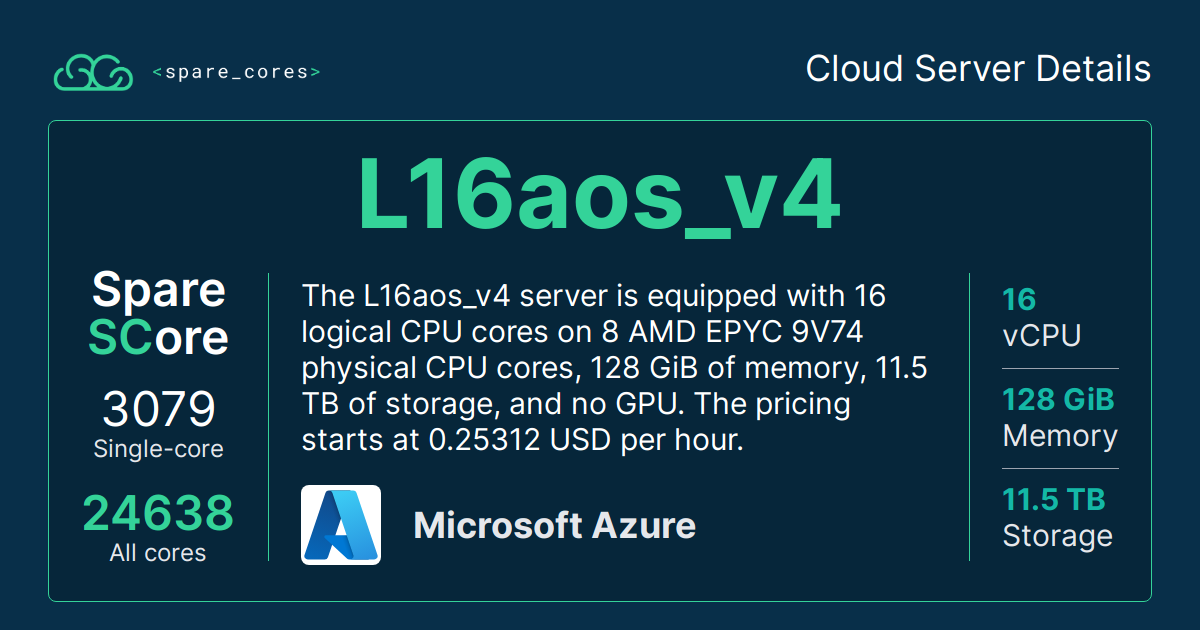 <spare_cores>
Cloud Server Details
L16aos_v4
Spare
SCore
3079
Single-core
24638
All cores
The L16aos_v4 server is equipped with 16
logical CPU cores on 8 AMD EPYC 9V74
physical CPU cores, 128 GiB of memory, 11.5
TB of storage, and no GPU. The pricing
starts at 0.25312 USD per hour.
Microsoft Azure
16
vCPU
128 GiB
Memory
11.5 TB
Storage